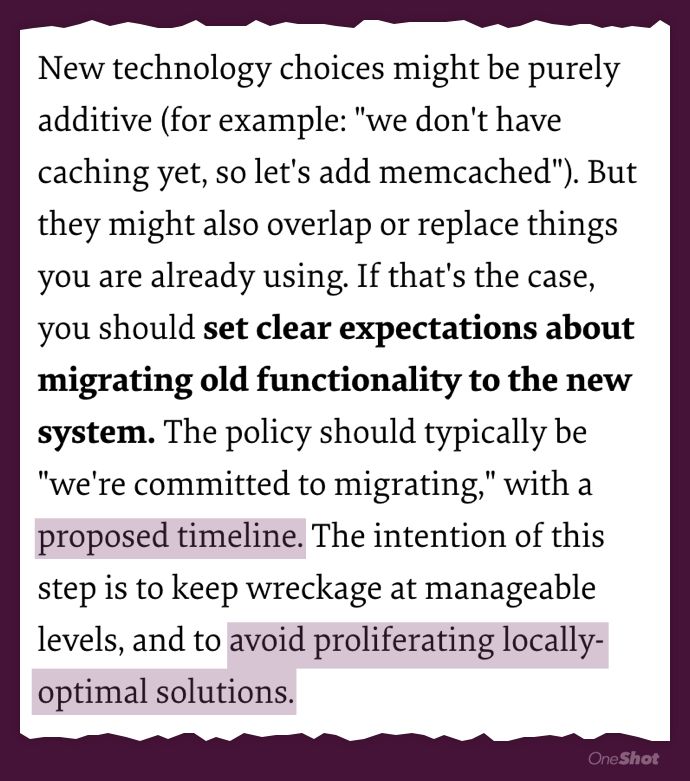 New technology choices might be purely
additive (for example: "we don't have
caching yet, so let's add memcached"). But
they might also overlap or replace things
you are already using. If that's the case,
you should set clear expectations about
migrating old functionality to the new
system. The policy should typically be
"we're committed to migrating," with a
proposed timeline. The intention of this
step is to keep wreckage at manageable
levels, and to avoid proliferating locally-
optimal solutions.
OneShot